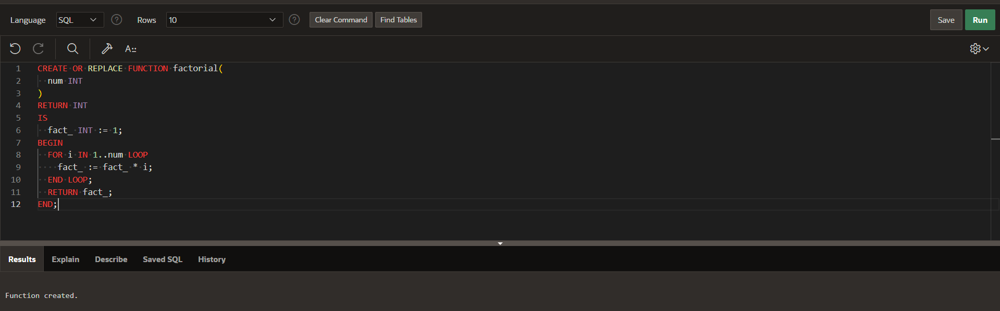 Language SQL Rows 10 Clear Command Find Tables Save Run
A::
1 CREATE OR REPLACE FUNCTION factorial(
2   num INT
3 )
4 RETURN INT
5 IS
6   fact_ INT := 1;
7 BEGIN
8   FOR i IN 1..num LOOP
9     fact_ := fact_ * i;
10   END LOOP;
11   RETURN fact_;
12 END;
Results Explain Describe Saved SQL History
Function created.